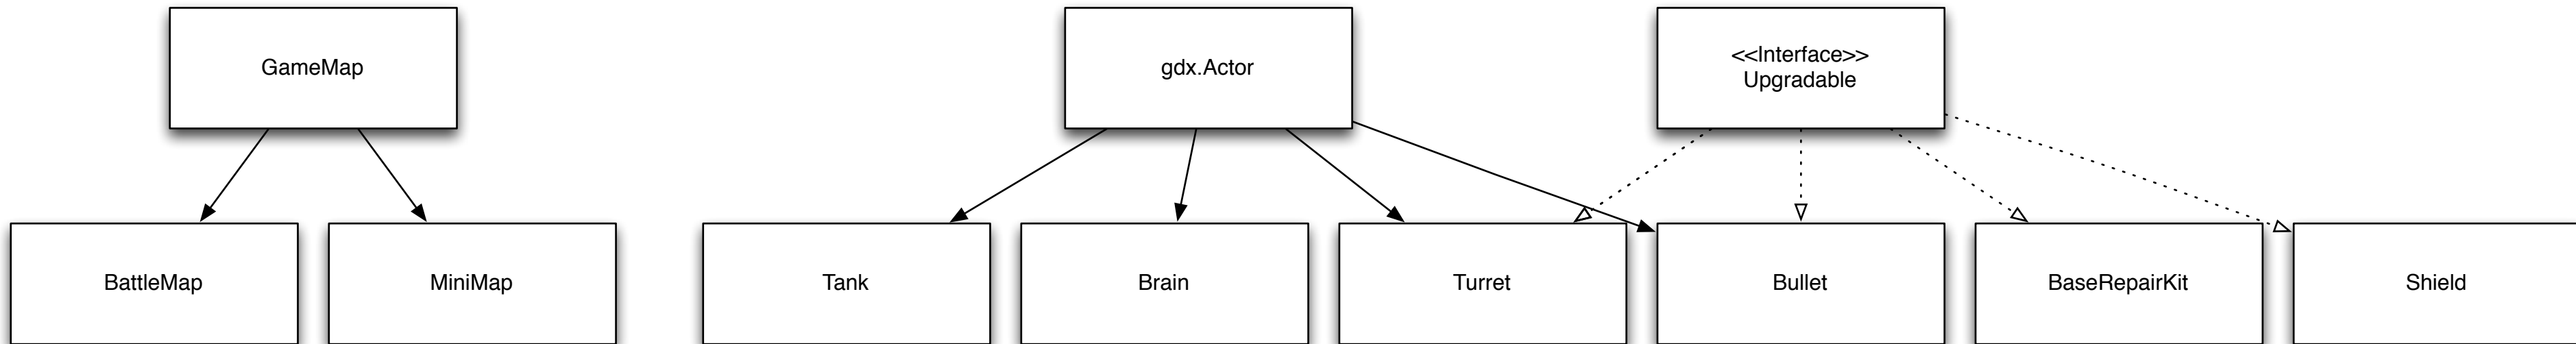 GameMap
gdx.Actor
<<Interface>>
Upgradable
BattleMap
MiniMap
Tank
Brain
Turret
Bullet
BaseRepairKit
Shield